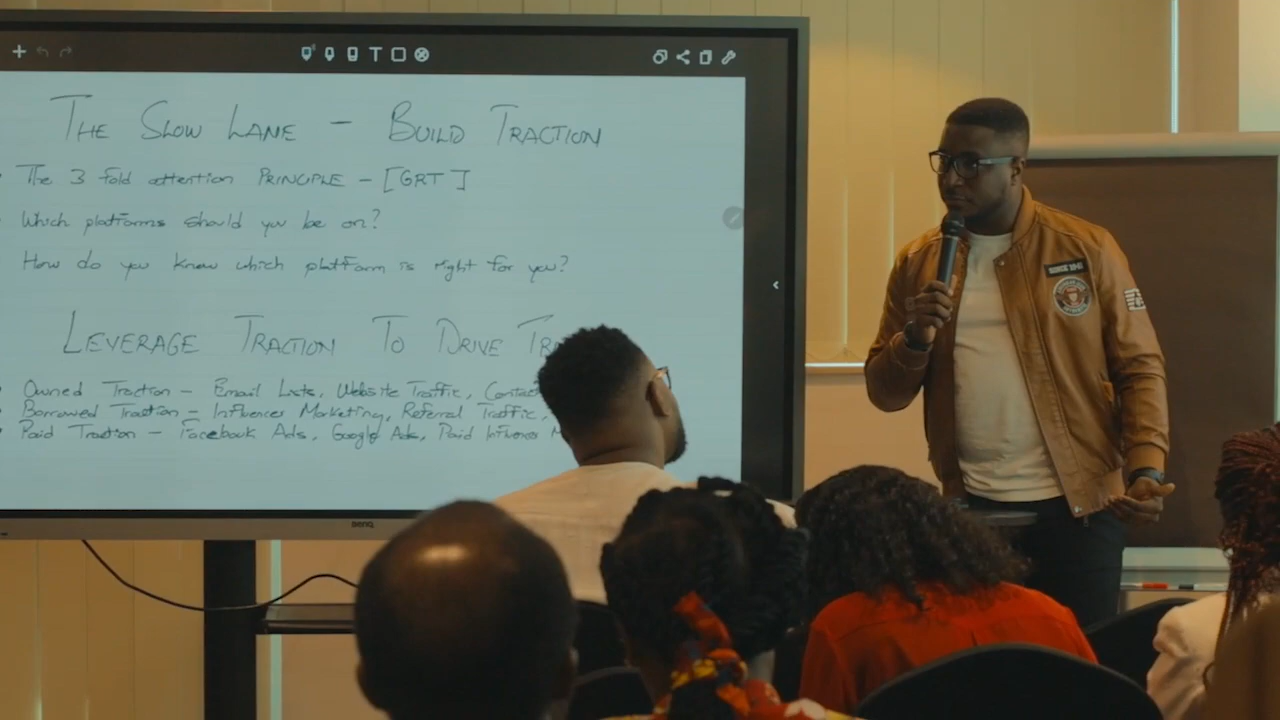 THE SLOW LANE - BUILD TRACTION
The 3 fold attention PRINCIPLE - [GRT]
Which platforms should you be on?
How do you know which platform is right for you?
LEVERAGE TRACTION TO DRIVE
Owned Traction - Email Lists, Website Traffic,
Borrowed Traction - Influencer Marketing, Referral Traffic,
Paid Traction - Facebook Ads, Google Ads, Paid Influencer
BENQ